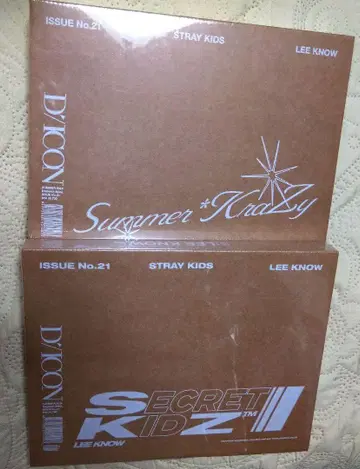 ISSUE No.21 STRAY KIDS LEE KNOW
D'ICON
Summer*KraZy
ISSUE No.21 STRAY KIDS LEE KNOW
D'ICON
SECRET
KIDZ™
LEE KNOW